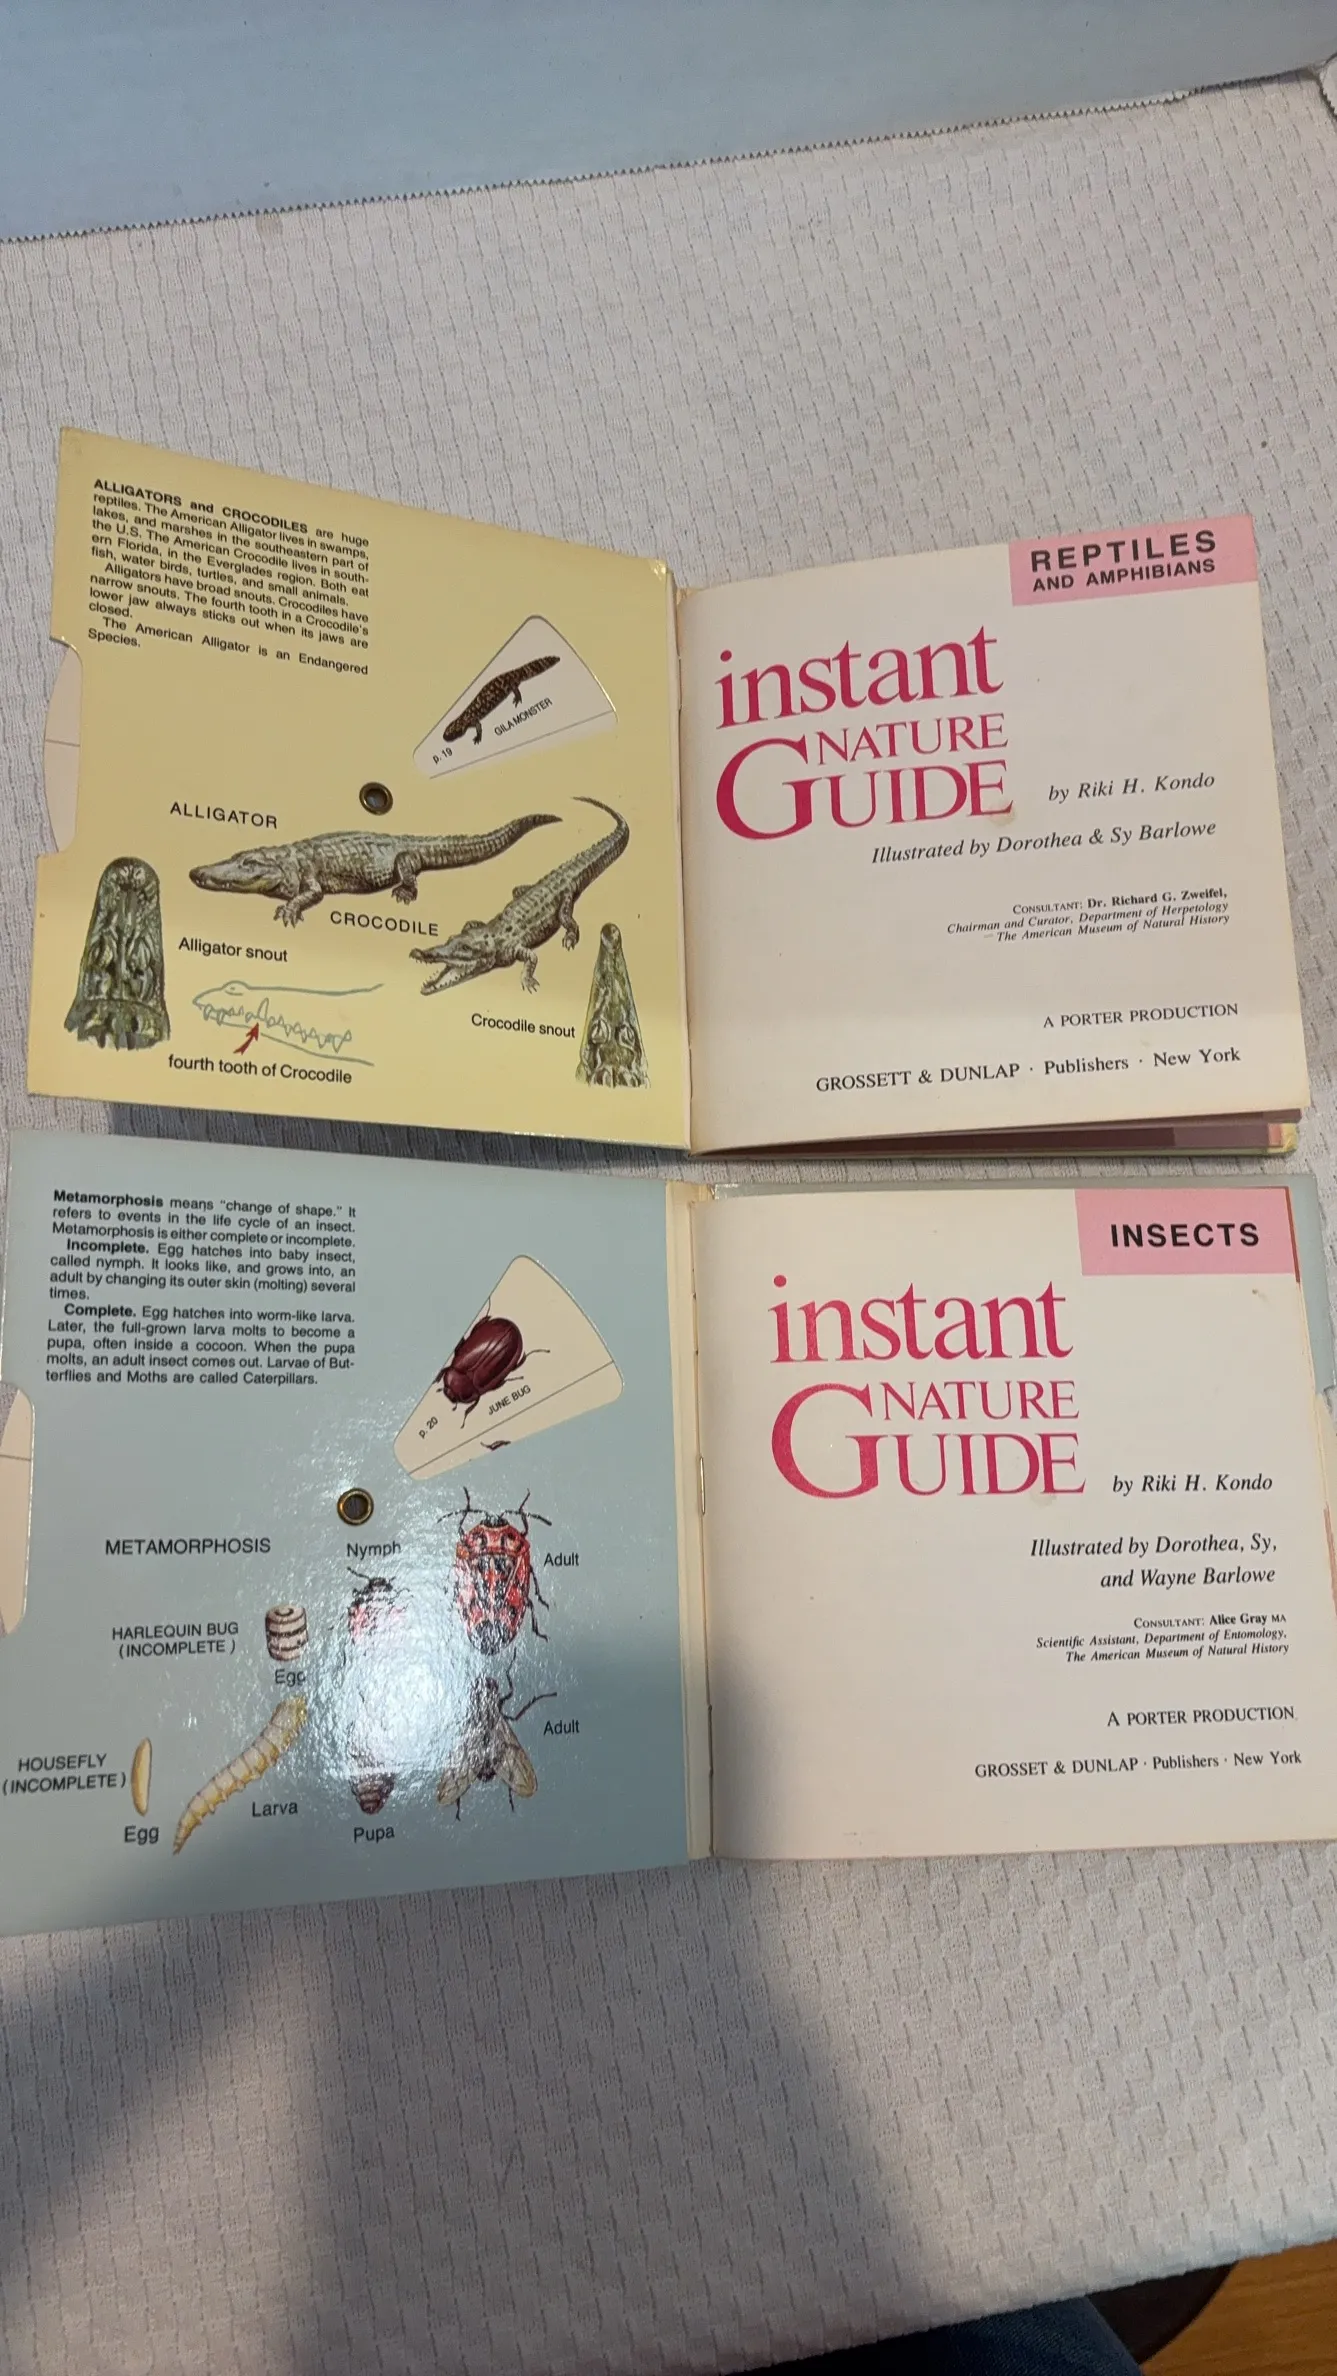 ALLIGATORS and CROCODILES are huge
reptiles. The American Alligator lives in swamps,
lakes, and marshes in the southeastern part of
the U.S. The American Crocodile lives in south-
ern Florida, in the Everglades region. Both eat
fish, water birds, turtles, and small animals.
Alligators have broad snouts. Crocodiles have
narrow snouts. The fourth tooth in a Crocodile's
lower jaw always sticks out when its jaws are
closed.
The American Alligator is an Endangered
Species.
p. 19
GILA MONSTER
ALLIGATOR
CROCODILE
Alligator snout
Crocodile snout
fourth tooth of Crocodile
REPTILES
AND AMPHIBIANS
instant
NATURE
GUIDE
by Riki H. Kondo
Illustrated by Dorothea & Sy Barlowe
CONSULTANT: Dr. Richard G. Zweifel,
Chairman and Curator, Department of Herpetology
The American Museum of Natural History
A PORTER PRODUCTION
GROSSETT & DUNLAP · Publishers · New York
Metamorphosis means "change of shape." It
refers to events in the life cycle of an insect.
Metamorphosis is either complete or incomplete.
Incomplete. Egg hatches into baby insect,
called nymph. It looks like, and grows into, an
adult by changing its outer skin (molting) several
times.
Complete. Egg hatches into worm-like larva.
Later, the full-grown larva molts to become a
pupa, often inside a cocoon. When the pupa
molts, an adult insect comes out. Larvae of But-
terflies and Moths are called Caterpillars.
p. 20
JUNE BUG
METAMORPHOSIS
Nymph
Adult
HARLEQUIN BUG
(INCOMPLETE)
Egg
Adult
HOUSEFLY
(INCOMPLETE)
Egg
Larva
Pupa
INSECTS
instant
NATURE
GUIDE
by Riki H. Kondo
Illustrated by Dorothea, Sy,
and Wayne Barlowe
CONSULTANT: Alice Gray MA
Scientific Assistant, Department of Entomology,
The American Museum of Natural History
A PORTER PRODUCTION
GROSSET & DUNLAP · Publishers · New York